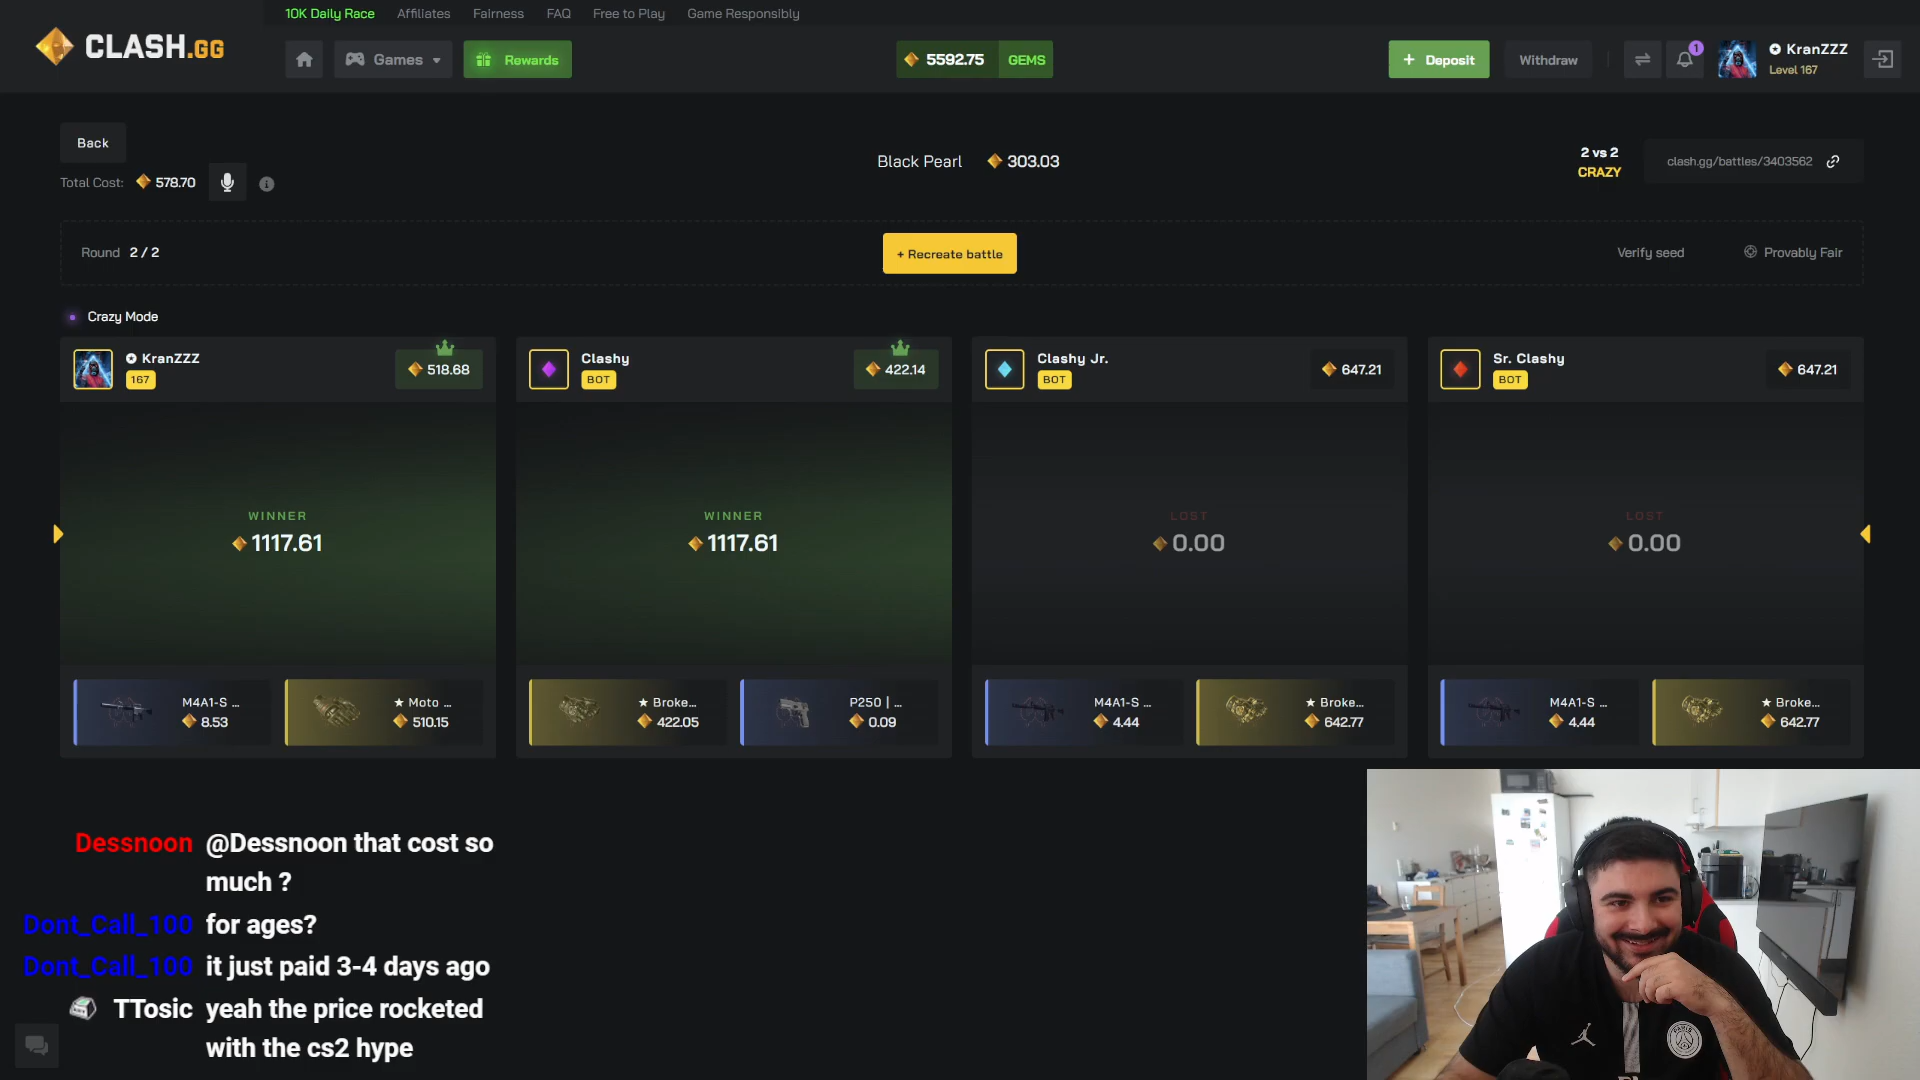 10K Daily Race Affiliates Fairness FAQ Free to Play Game Responsibly
CLASH.GG
Games Rewards
5592.75 GEMS
+ Deposit Withdraw
1
KranZZZ
Level 167
Back
Total Cost: 578.70
Black Pearl 303.03
2 vs 2
CRAZY
clash.gg/battles/3403562
Round 2 / 2
+ Recreate battle
Verify seed Provably Fair
Crazy Mode
KranZZZ
167
518.68
WINNER
1117.61
M4A1-S ...
8.53
★ Moto ...
510.15
Clashy
BOT
422.14
WINNER
1117.61
★ Broke...
422.05
P250 | ...
0.09
Clashy Jr.
BOT
647.21
LOST
0.00
M4A1-S ...
4.44
★ Broke...
642.77
Sr. Clashy
BOT
647.21
LOST
0.00
M4A1-S ...
4.44
★ Broke...
642.77
Dessnoon @Dessnoon that cost so
much ?
Dont_Call_100 for ages?
Dont_Call_100 it just paid 3-4 days ago
TTosic yeah the price rocketed
with the cs2 hype